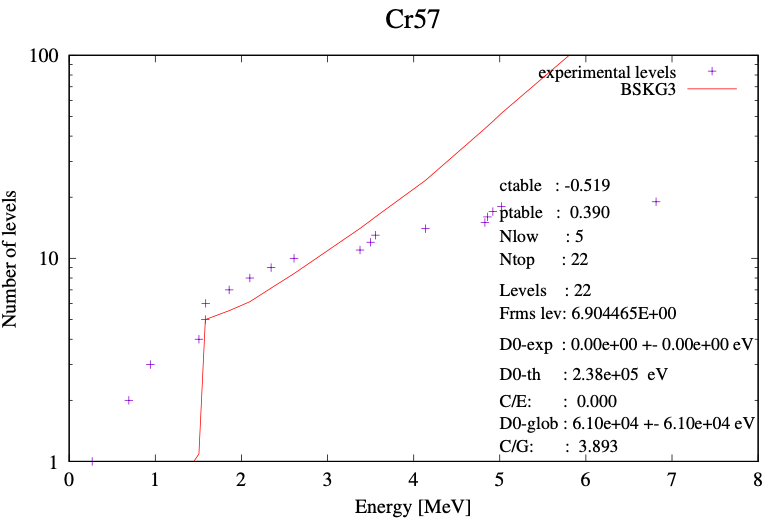 Cr57
100
10
1
Number of levels
experimental levels
BSKG3
ctable : -0.519
ptable : 0.390
Nlow : 5
Ntop : 22
Levels : 22
Frms lev: 6.904465E+00
D0-exp : 0.00e+00 +- 0.00e+00 eV
D0-th : 2.38e+05 eV
C/E: : 0.000
D0-glob : 6.10e+04 +- 6.10e+04 eV
C/G: : 3.893
0 1 2 3 4 5 6 7 8
Energy [MeV]